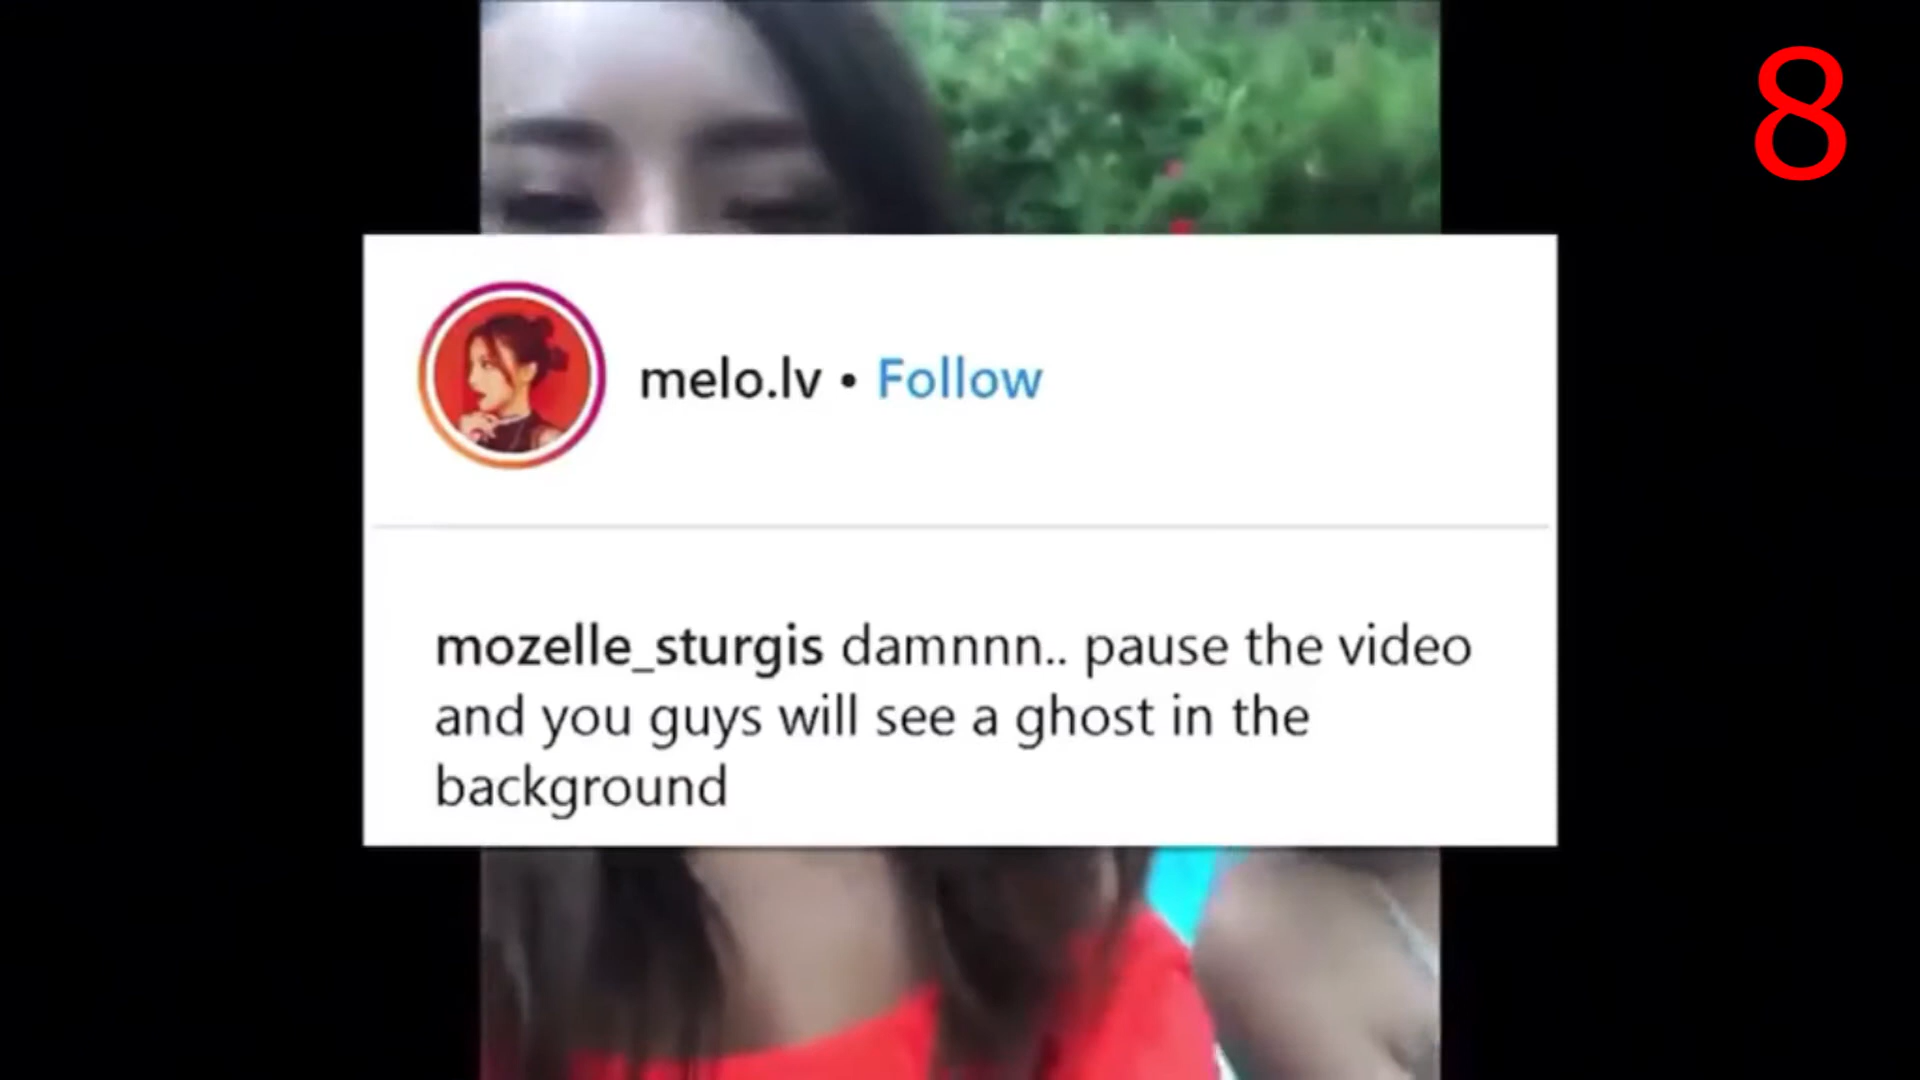 8
melo.lv • Follow
mozelle_sturgis damnnn.. pause the video
and you guys will see a ghost in the
background